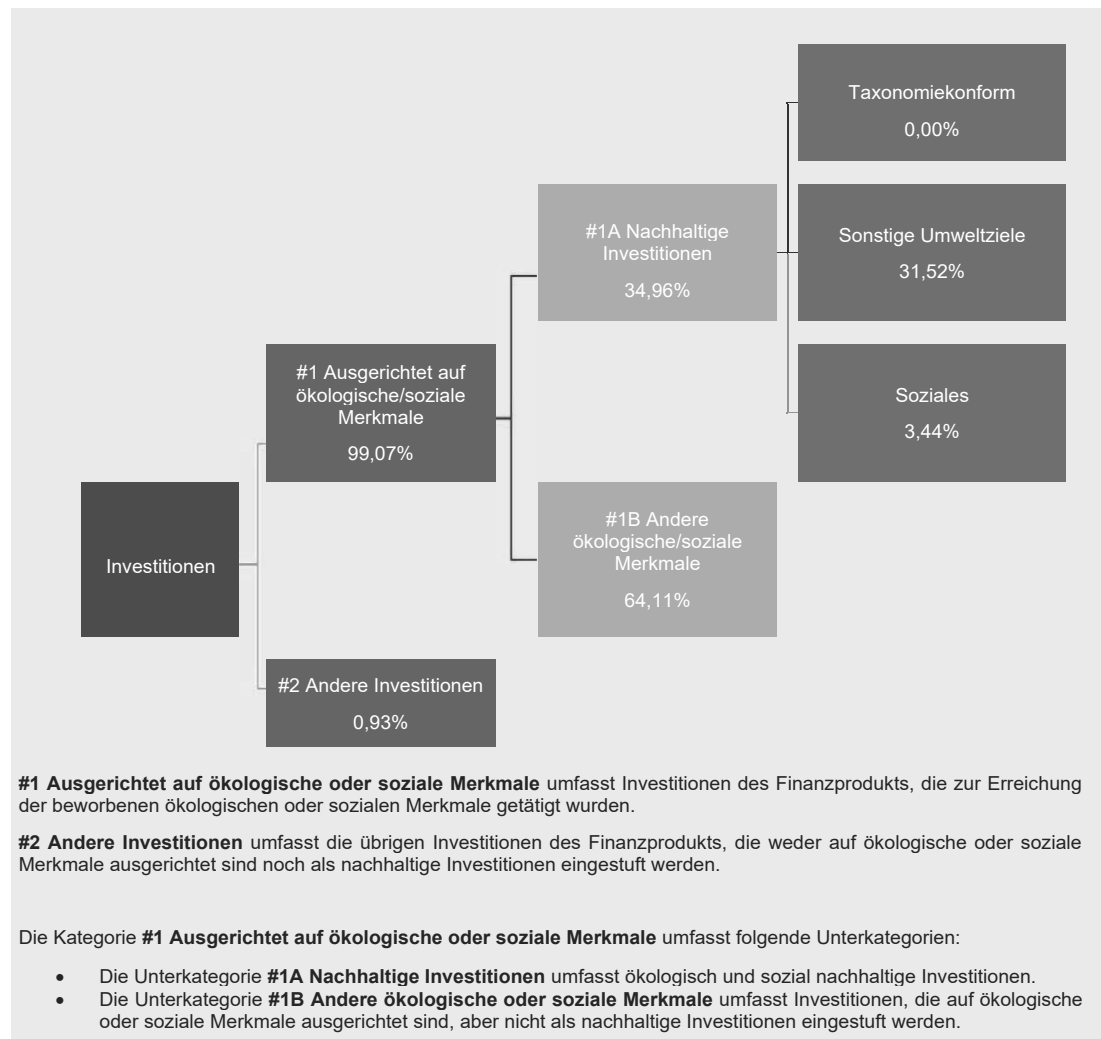 Taxonomiekonform
0,00%
#1A Nachhaltige
Investitionen
34,96%
Sonstige Umweltziele
31,52%
#1 Ausgerichtet auf
ökologische/soziale
Merkmale
99,07%
Soziales
3,44%
Investitionen
#1B Andere
ökologische/soziale
Merkmale
64,11%
#2 Andere Investitionen
0,93%
#1 Ausgerichtet auf ökologische oder soziale Merkmale umfasst Investitionen des Finanzprodukts, die zur Erreichung
der beworbenen ökologischen oder sozialen Merkmale getätigt wurden.
#2 Andere Investitionen umfasst die übrigen Investitionen des Finanzprodukts, die weder auf ökologische oder soziale
Merkmale ausgerichtet sind noch als nachhaltige Investitionen eingestuft werden.
Die Kategorie #1 Ausgerichtet auf ökologische oder soziale Merkmale umfasst folgende Unterkategorien:
• Die Unterkategorie #1A Nachhaltige Investitionen umfasst ökologisch und sozial nachhaltige Investitionen.
• Die Unterkategorie #1B Andere ökologische oder soziale Merkmale umfasst Investitionen, die auf ökologische
oder soziale Merkmale ausgerichtet sind, aber nicht als nachhaltige Investitionen eingestuft werden.